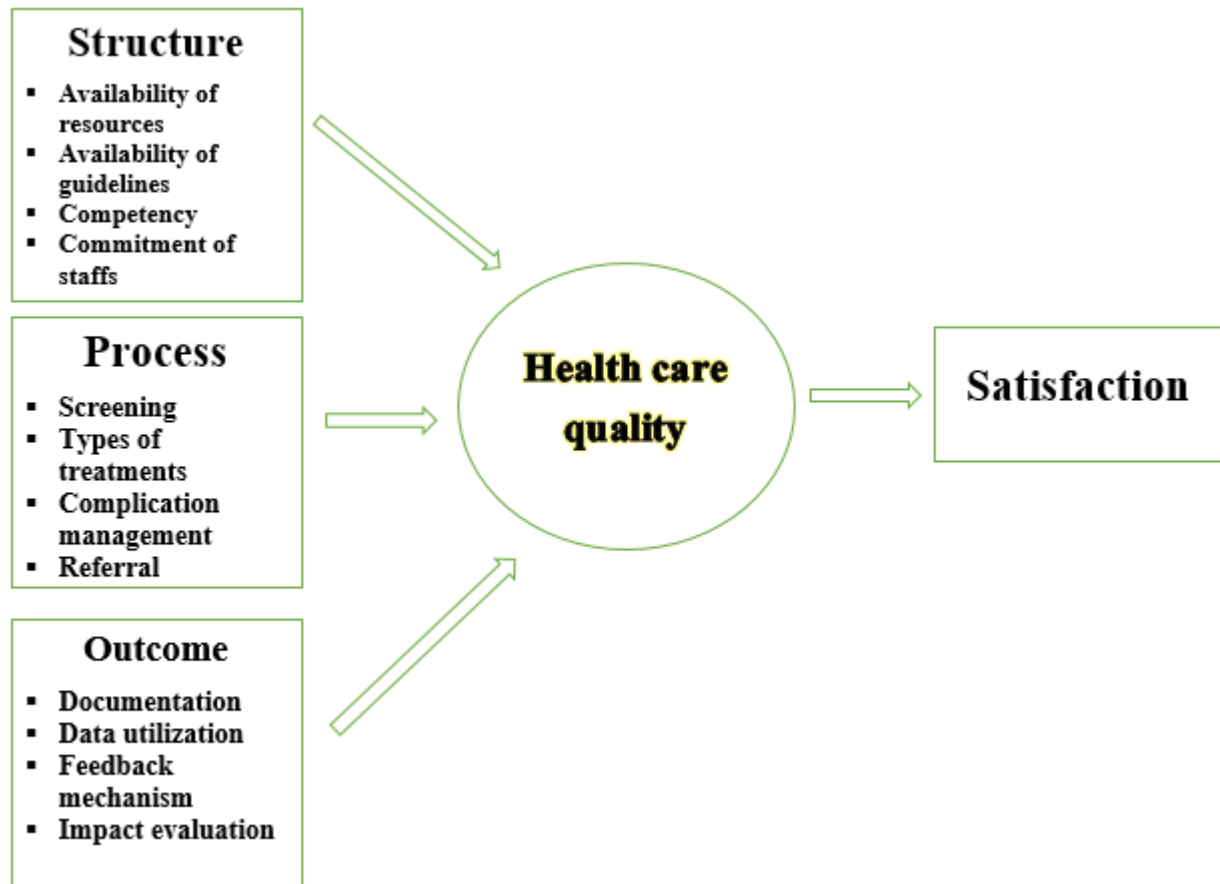 Structure
▪ Availability of
resources
▪ Availability of
guidelines
▪ Competency
▪ Commitment of
staffs
Process
▪ Screening
▪ Types of
treatments
▪ Complication
management
▪ Referral
Outcome
▪ Documentation
▪ Data utilization
▪ Feedback
mechanism
▪ Impact evaluation
Health care
quality
Satisfaction